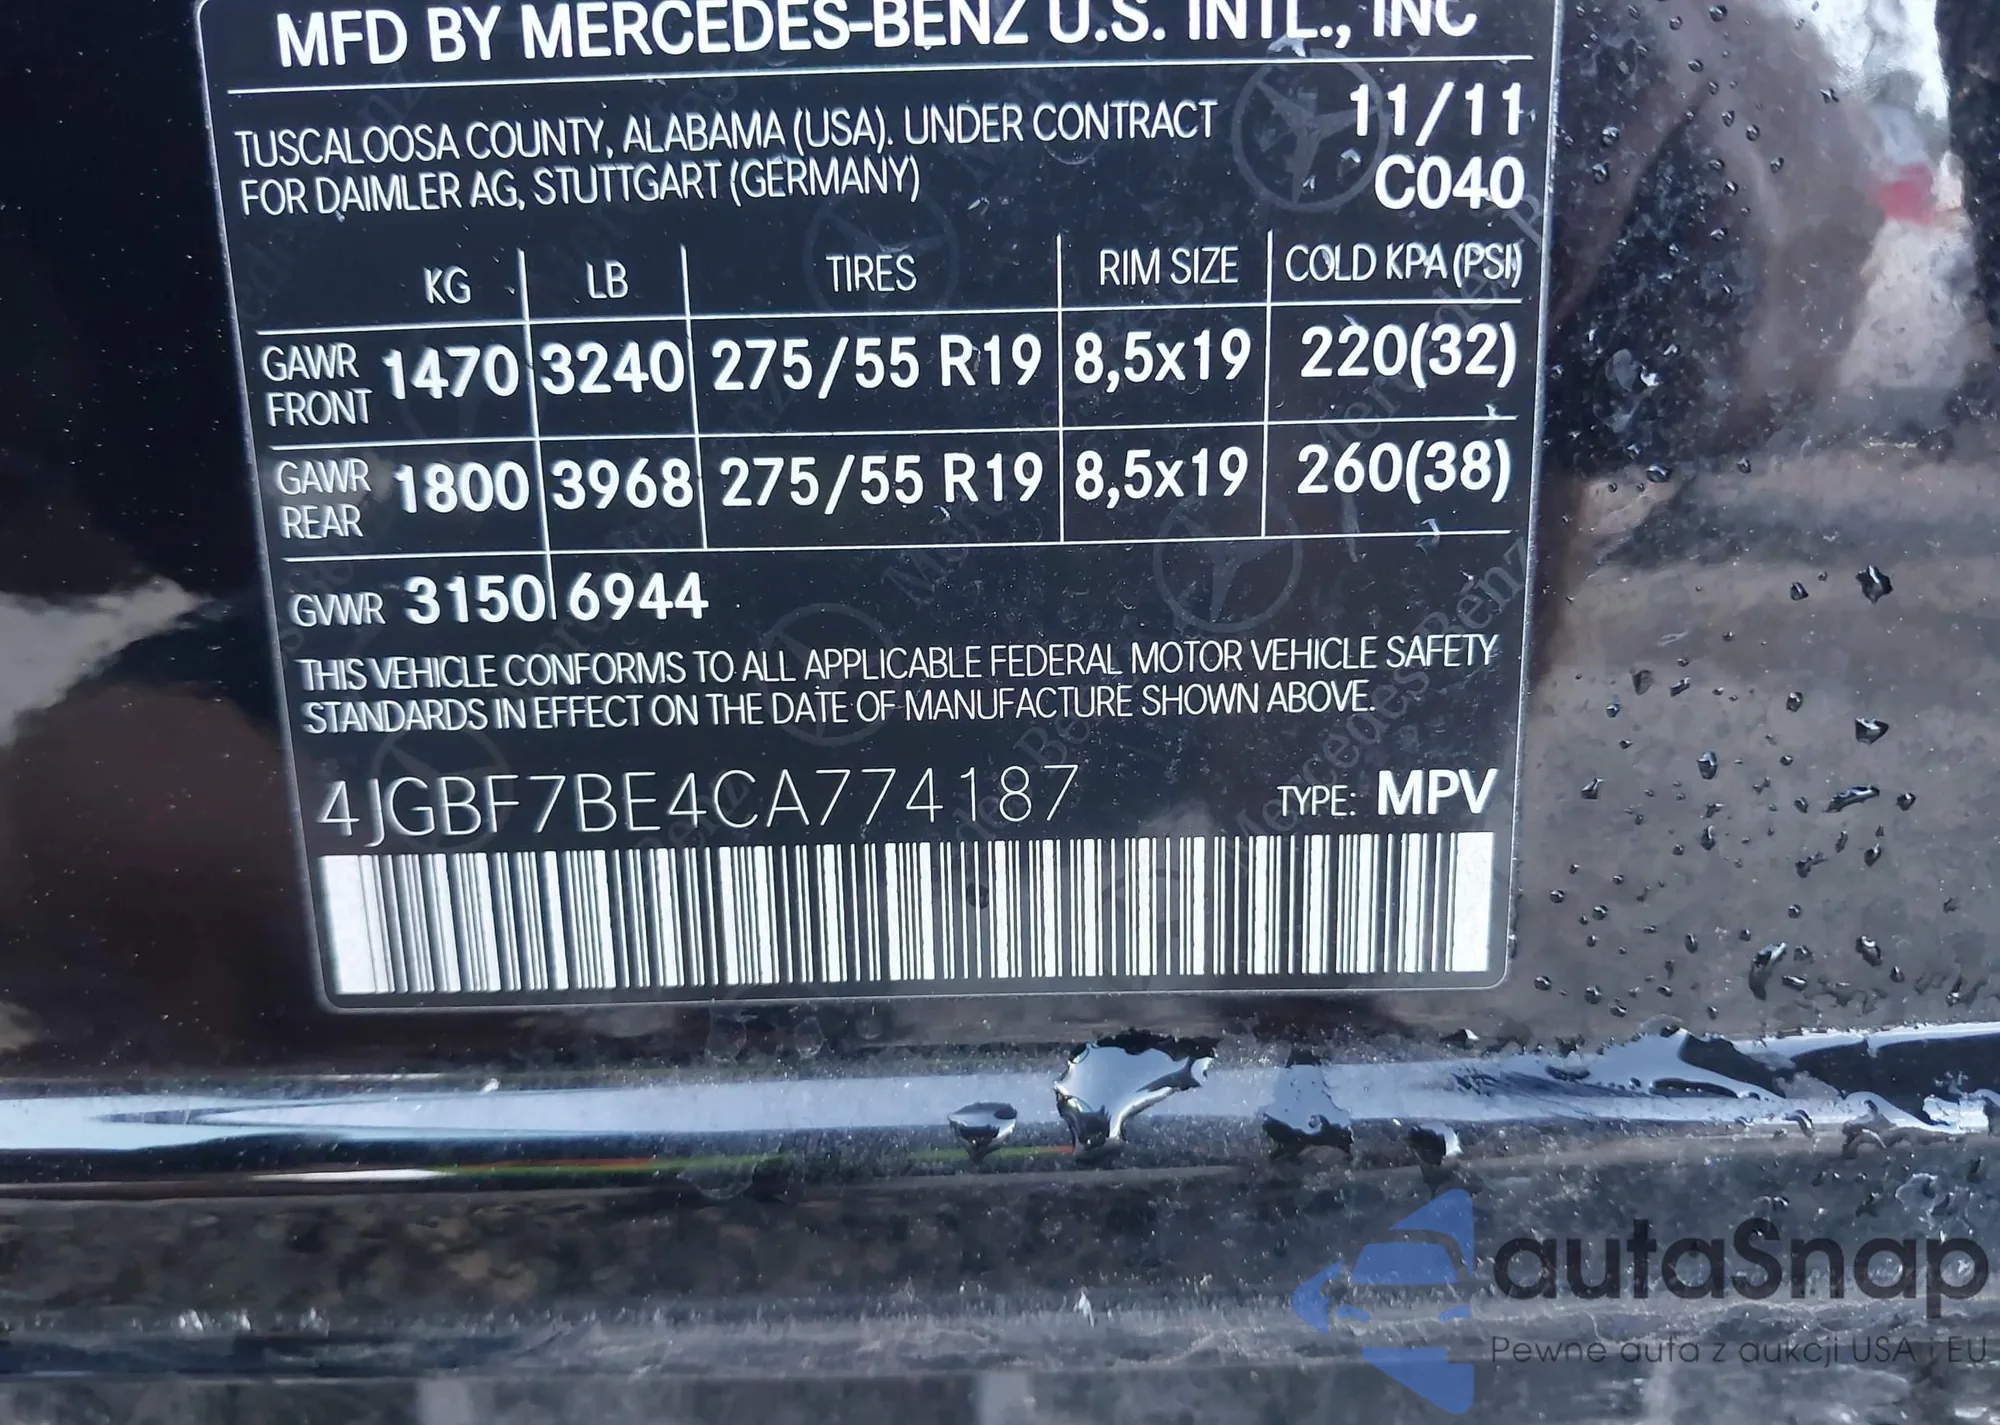 MFD BY MERCEDES-BENZ U.S. INTL., INC
TUSCALOOSA COUNTY, ALABAMA (USA). UNDER CONTRACT
FOR DAIMLER AG, STUTTGART (GERMANY)
11/11
C040
KG LB TIRES RIM SIZE COLD KPA (PSI)
GAWR FRONT 1470 3240 275/55 R19 8,5x19 220(32)
GAWR REAR 1800 3968 275/55 R19 8,5x19 260(38)
GVWR 3150 6944
THIS VEHICLE CONFORMS TO ALL APPLICABLE FEDERAL MOTOR VEHICLE SAFETY
STANDARDS IN EFFECT ON THE DATE OF MANUFACTURE SHOWN ABOVE.
4JGBF7BE4CA774187 TYPE: MPV
autaSnap
Pewne auta z aukcji USA i EU